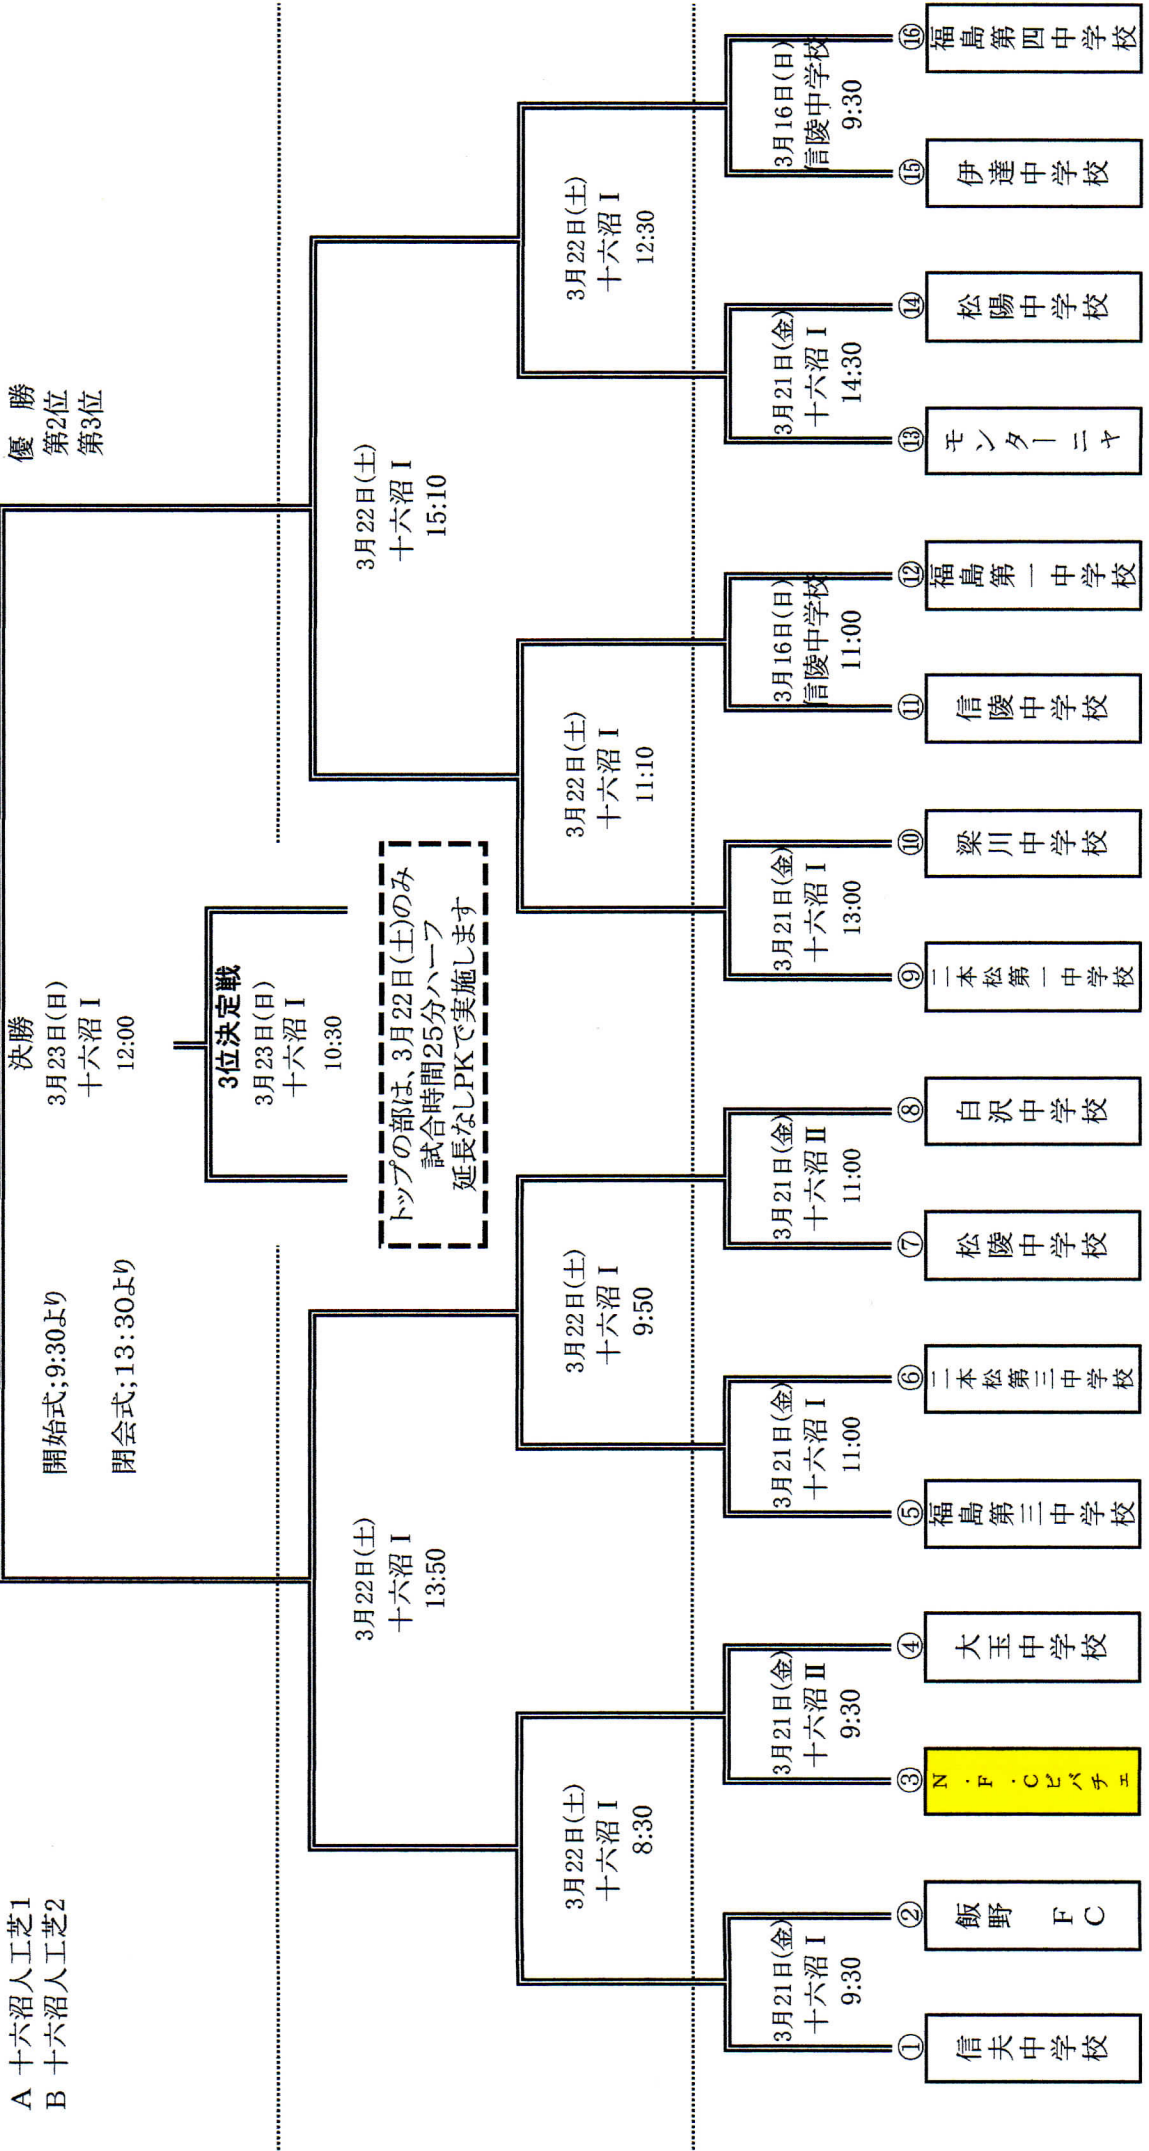 A 十六沼人工芝1
B 十六沼人工芝2
開始式;9:30より
閉会式;13:30より
決勝
3月23日(日)
十六沼Ⅰ
12:00
優 勝
第2位
第3位
3位決定戦
3月23日(日)
十六沼Ⅰ
10:30
トップの部は、3月22日(土)のみ
試合時間25分ハーフ
延長なしPKで実施します
3月22日(土)
十六沼Ⅰ
13:50
3月22日(土)
十六沼Ⅰ
15:10
3月22日(土)
十六沼Ⅰ
8:30
3月22日(土)
十六沼Ⅰ
9:50
3月22日(土)
十六沼Ⅰ
11:10
3月22日(土)
十六沼Ⅰ
12:30
3月21日(金)
十六沼Ⅰ
9:30
3月21日(金)
十六沼Ⅱ
9:30
3月21日(金)
十六沼Ⅰ
11:00
3月21日(金)
十六沼Ⅱ
11:00
3月21日(金)
十六沼Ⅰ
13:00
3月16日(日)
信陵中学校
11:00
3月21日(金)
十六沼Ⅰ
14:30
3月16日(日)
信陵中学校
9:30
① 信夫中学校
② 飯野 FC
③ N・F・Cビバチェ
④ 大玉中学校
⑤ 福島第三中学校
⑥ 二本松第三中学校
⑦ 松陵中学校
⑧ 白沢中学校
⑨ 二本松第一中学校
⑩ 梁川中学校
⑪ 信陵中学校
⑫ 福島第一中学校
⑬ モンターニャ
⑭ 松陽中学校
⑮ 伊達中学校
⑯ 福島第四中学校